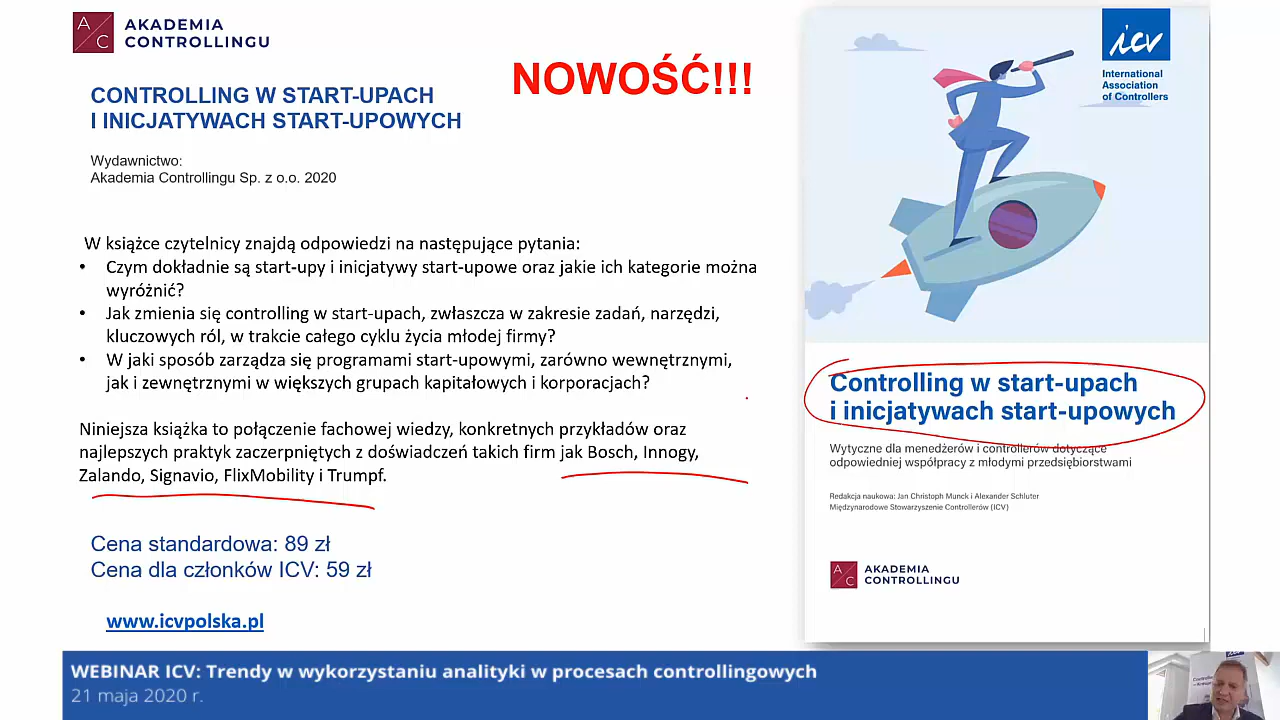 AKADEMIA
CONTROLLINGU
NOWOŚĆ!!!
CONTROLLING W START-UPACH
I INICJATYWACH START-UPOWYCH
Wydawnictwo:
Akademia Controllingu Sp. z o.o. 2020
W książce czytelnicy znajdą odpowiedzi na następujące pytania:
• Czym dokładnie są start-upy i inicjatywy start-upowe oraz jakie ich kategorie można
wyróżnić?
• Jak zmienia się controlling w start-upach, zwłaszcza w zakresie zadań, narzędzi,
kluczowych ról, w trakcie całego cyklu życia młodej firmy?
• W jaki sposób zarządza się programami start-upowymi, zarówno wewnętrznymi,
jak i zewnętrznymi w większych grupach kapitałowych i korporacjach?
Niniejsza książka to połączenie fachowej wiedzy, konkretnych przykładów oraz
najlepszych praktyk zaczerpniętych z doświadczeń takich firm jak Bosch, Innogy,
Zalando, Signavio, FlixMobility i Trumpf.
Cena standardowa: 89 zł
Cena dla członków ICV: 59 zł
www.icvpolska.pl
icv
International
Association
of Controllers
Controlling w start-upach
i inicjatywach start-upowych
Wytyczne dla menedżerów i controllerów dotyczące
odpowiedniej współpracy z młodymi przedsiębiorstwami
Redakcja naukowa: Jan Christoph Munck i Alexander Schluter
Międzynarodowe Stowarzyszenie Controllerów (ICV)
A
C
AKADEMIA
CONTROLLINGU
WEBINAR ICV: Trendy w wykorzystaniu analityki w procesach controllingowych
21 maja 2020 r.